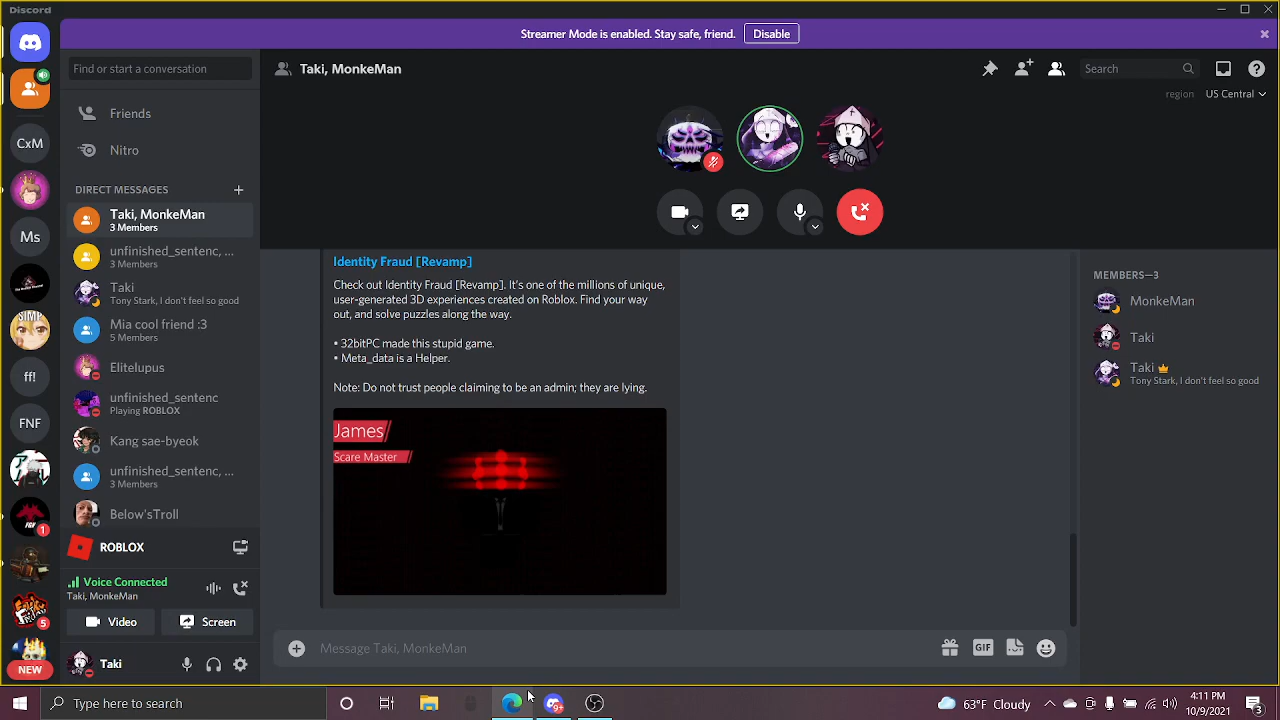 Discord
Streamer Mode is enabled. Stay safe, friend.
Disable
Find or start a conversation
Taki, MonkeMan
Search
region
US Central
Friends
CxM
Nitro
DIRECT MESSAGES
Taki, MonkeMan
3 Members
Ms
unfinished_sentenc, ...
3 Members
Taki
Tony Stark, I don't feel so good
SIMP
Mia cool friend :3
5 Members
ff!
Elitelupus
unfinished_sentenc
Playing ROBLOX
FNF
Kang sae-byeok
unfinished_sentenc, ...
3 Members
Below'sTroll
1
ROBLOX
Voice Connected
Taki, MonkeMan
Video
Screen
5
NEW
Taki
Identity Fraud [Revamp]
Check out Identity Fraud [Revamp]. It's one of the millions of unique,
user-generated 3D experiences created on Roblox. Find your way
out, and solve puzzles along the way.
• 32bitPC made this stupid game.
• Meta_data is a Helper.
Note: Do not trust people claiming to be an admin; they are lying.
James
Scare Master
Message Taki, MonkeMan
GIF
MEMBERS—3
MonkeMan
Taki
Taki
Tony Stark, I don't feel so good
Type here to search
9+
63°F Cloudy
4:11 PM
10/9/2021